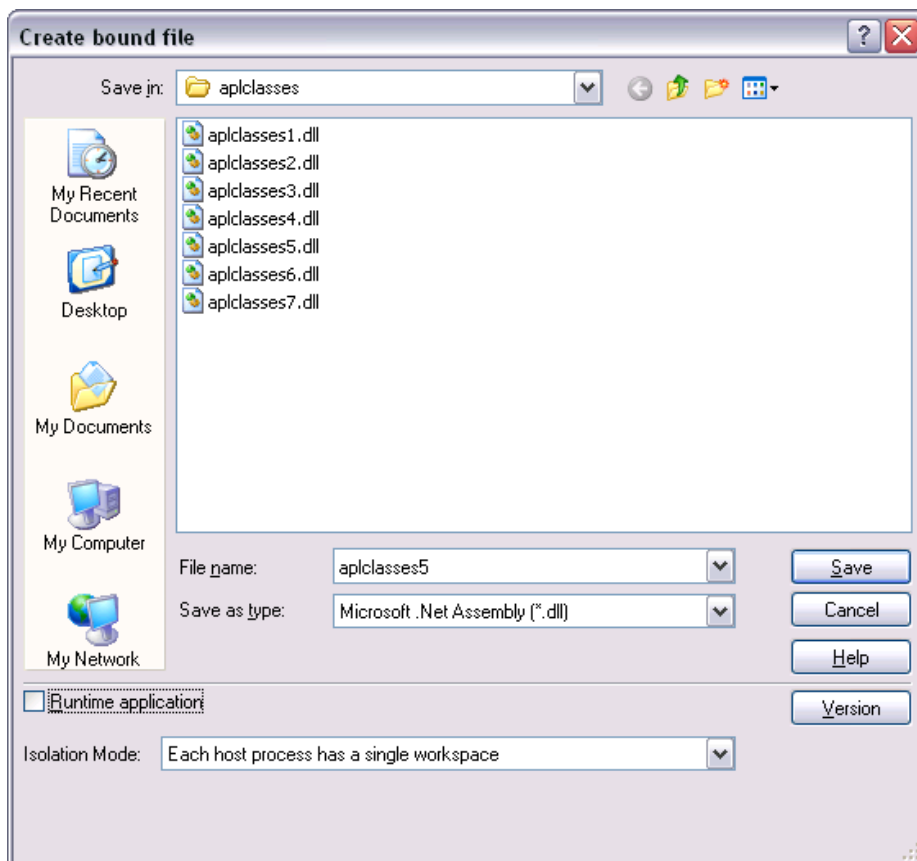 Create bound file
Save in:
aplclasses
My Recent Documents
Desktop
My Documents
My Computer
My Network
aplclasses1.dll
aplclasses2.dll
aplclasses3.dll
aplclasses4.dll
aplclasses5.dll
aplclasses6.dll
aplclasses7.dll
File name:
aplclasses5
Save
Save as type:
Microsoft .Net Assembly (*.dll)
Cancel
Help
Runtime application
Version
Isolation Mode:
Each host process has a single workspace